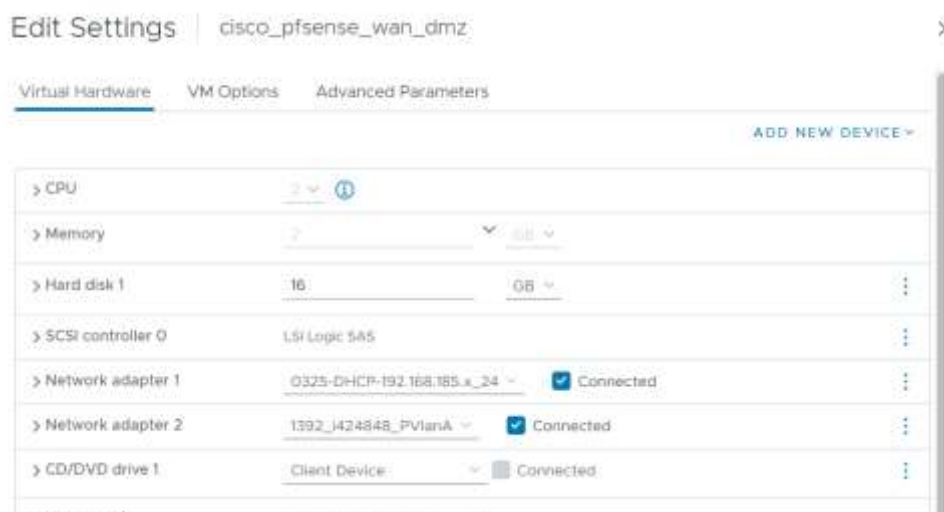 Edit Settings cisco_pfsense_wan_dmz
Virtual Hardware VM Options Advanced Parameters
ADD NEW DEVICE
CPU 2
Memory 2 GB
Hard disk 1 16 GB
SCSI controller 0 LSI Logic SAS
Network adapter 1 0325-DHCP-192.168.185.x_24 Connected
Network adapter 2 1392_i424848_PVlanA Connected
CD/DVD drive 1 Client Device Connected